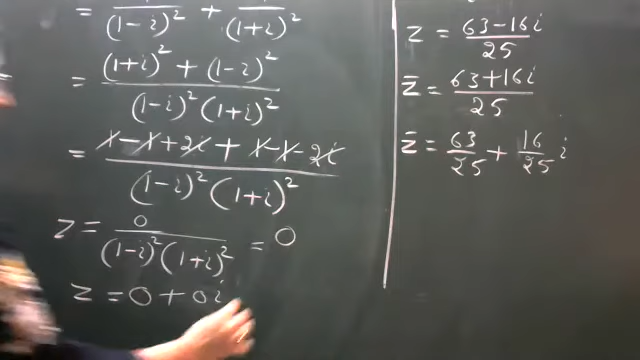 = 1/(1-i)² + 1/(1+i)²
= ((1+i)² + (1-i)²)/((1-i)²(1+i)²)
= (1-1+2i + 1-1-2i)/((1-i)²(1+i)²)
Z = 0/((1-i)²(1+i)²) = 0
Z = 0 + 0i
Z = (63-16i)/25
Z̄ = (63+16i)/25
Z̄ = 63/25 + 16/25 i